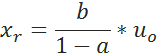 x_r = b / (1 − a) * u_o